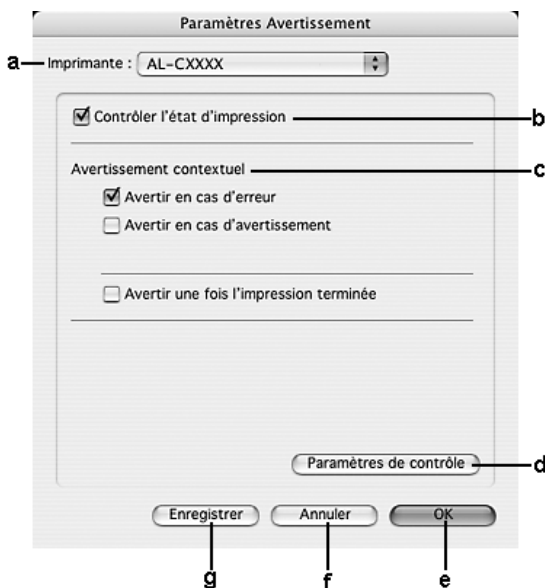 Paramètres Avertissement
a Imprimante : AL-CXXXX
Contrôler l'état d'impression b
Avertissement contextuel c
Avertir en cas d'erreur
Avertir en cas d'avertissement
Avertir une fois l'impression terminée
Paramètres de contrôle d
Enregistrer Annuler OK
g f e